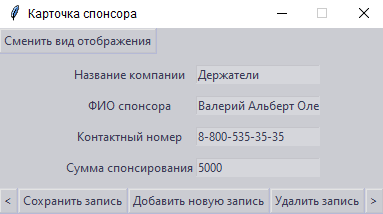 Карточка спонсора
Сменить вид отображения
Название компании Держатели
ФИО спонсора Валерий Альберт Оле
Контактный номер 8-800-535-35-35
Сумма спонсирования 5000
< Сохранить запись Добавить новую запись Удалить запись >